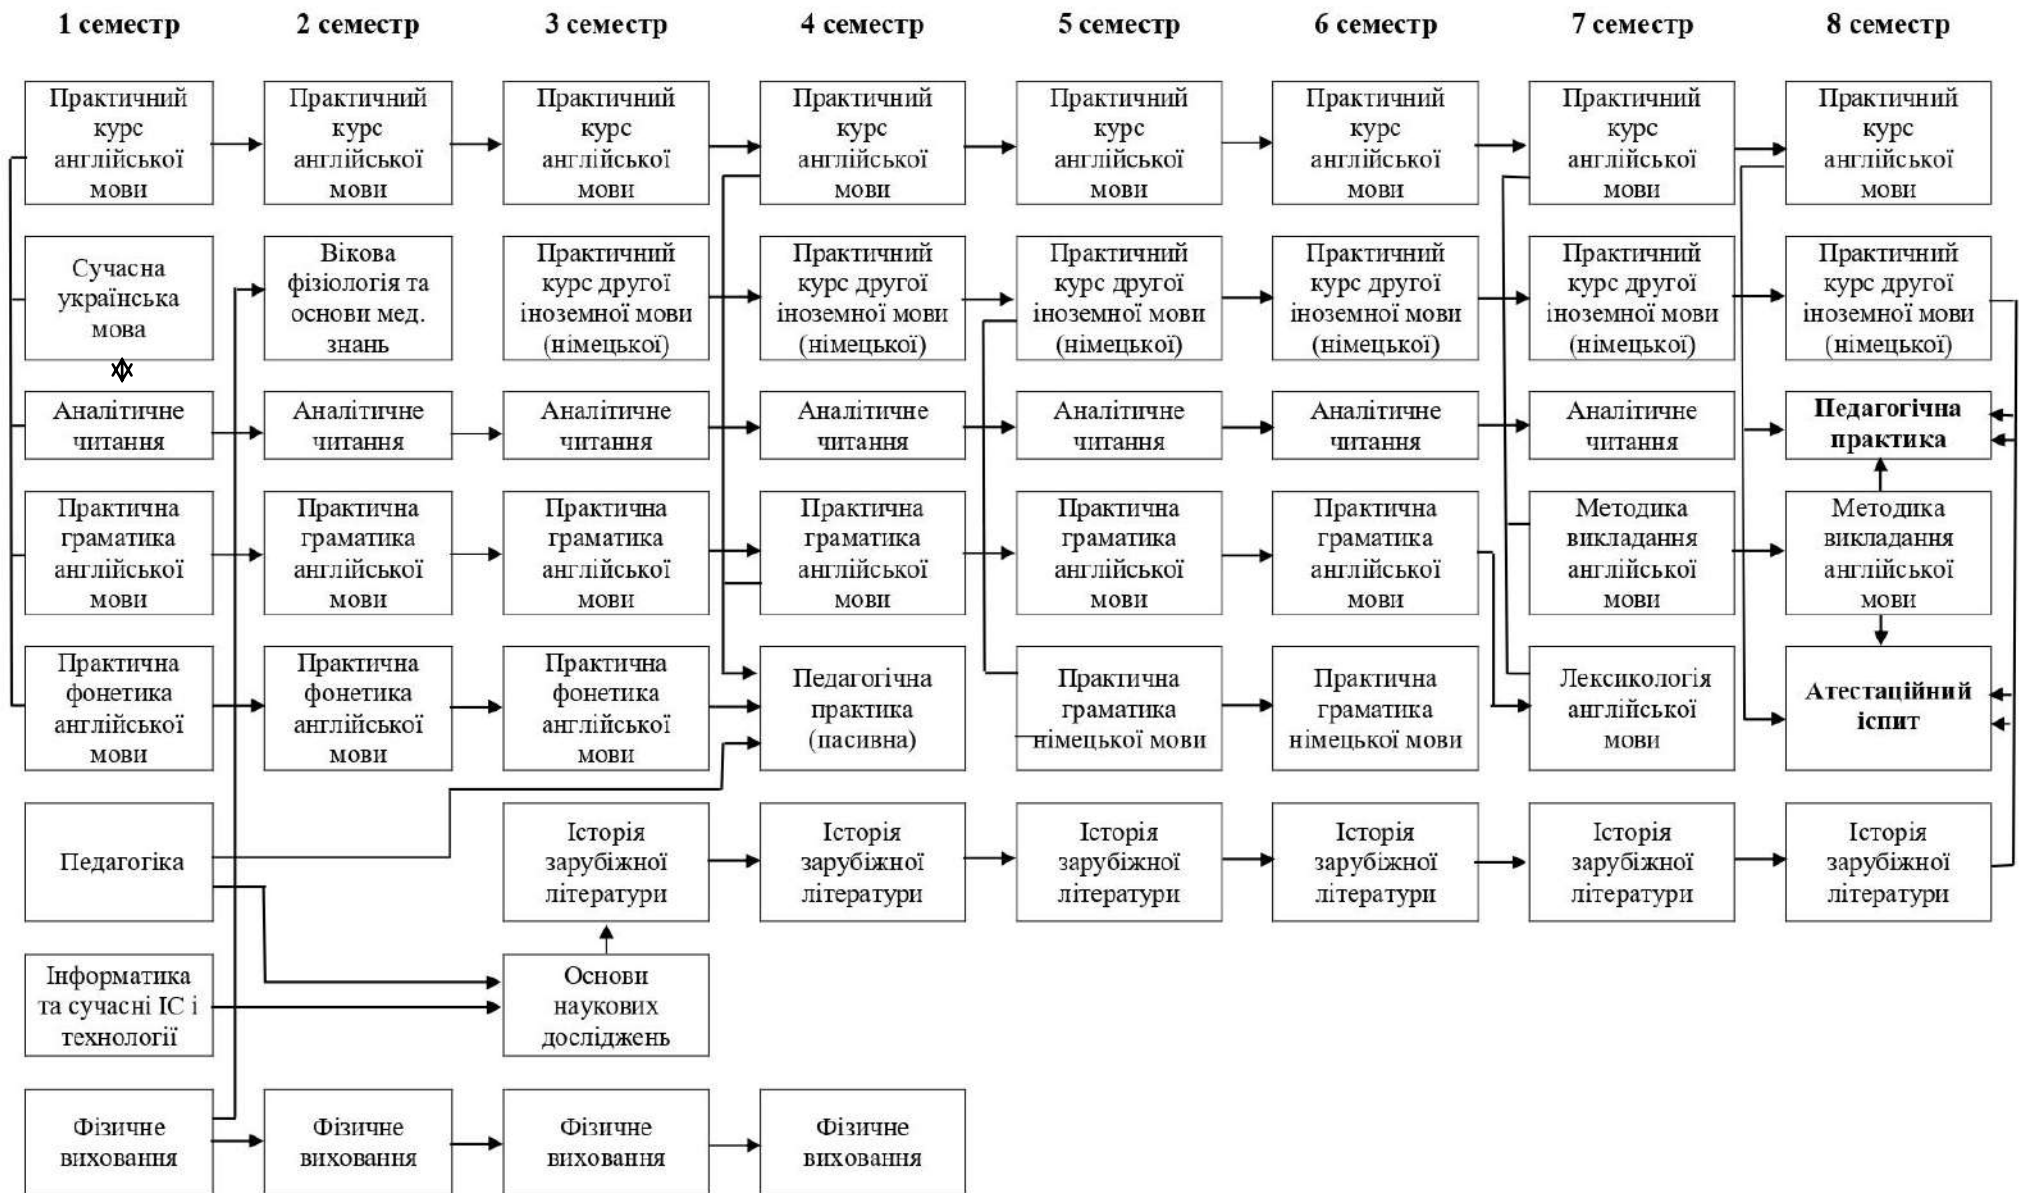 1 семестр
2 семестр
3 семестр
4 семестр
5 семестр
6 семестр
7 семестр
8 семестр
Практичний
курс
англійської
мови
Практичний
курс
англійської
мови
Практичний
курс
англійської
мови
Практичний
курс
англійської
мови
Практичний
курс
англійської
мови
Практичний
курс
англійської
мови
Практичний
курс
англійської
мови
Практичний
курс
англійської
мови
Сучасна
українська
мова
Вікова
фізіологія та
основи мед.
знань
Практичний
курс другої
іноземної мови
(німецької)
Практичний
курс другої
іноземної мови
(німецької)
Практичний
курс другої
іноземної мови
(німецької)
Практичний
курс другої
іноземної мови
(німецької)
Практичний
курс другої
іноземної мови
(німецької)
Практичний
курс другої
іноземної мови
(німецької)
Аналітичне
читання
Аналітичне
читання
Аналітичне
читання
Аналітичне
читання
Аналітичне
читання
Аналітичне
читання
Аналітичне
читання
Педагогічна
практика
Практична
граматика
англійської
мови
Практична
граматика
англійської
мови
Практична
граматика
англійської
мови
Практична
граматика
англійської
мови
Практична
граматика
англійської
мови
Практична
граматика
англійської
мови
Методика
викладання
англійської
мови
Методика
викладання
англійської
мови
Практична
фонетика
англійської
мови
Практична
фонетика
англійської
мови
Практична
фонетика
англійської
мови
Педагогічна
практика
(пасивна)
Практична
граматика
німецької мови
Практична
граматика
німецької мови
Лексикологія
англійської
мови
Атестаційний
іспит
Педагогіка
Історія
зарубіжної
літератури
Історія
зарубіжної
літератури
Історія
зарубіжної
літератури
Історія
зарубіжної
літератури
Історія
зарубіжної
літератури
Історія
зарубіжної
літератури
Інформатика
та сучасні ІС і
технології
Основи
наукових
досліджень
Фізичне
виховання
Фізичне
виховання
Фізичне
виховання
Фізичне
виховання